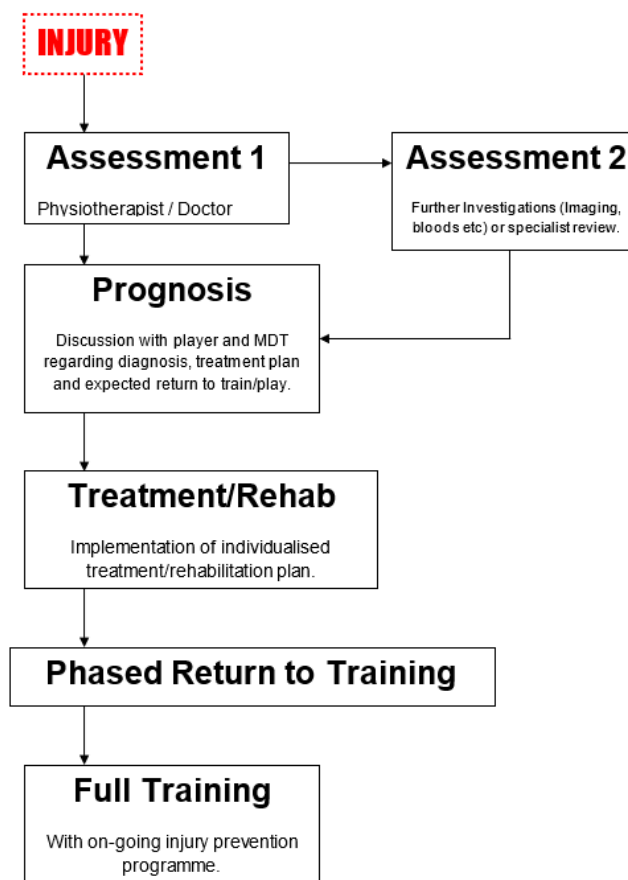 INJURY
Assessment 1
Physiotherapist / Doctor
Assessment 2
Further Investigations (Imaging,
bloods etc) or specialist review.
Prognosis
Discussion with player and MDT
regarding diagnosis, treatment plan
and expected return to train/play.
Treatment/Rehab
Implementation of individualised
treatment/rehabilitation plan.
Phased Return to Training
Full Training
With on-going injury prevention
programme.